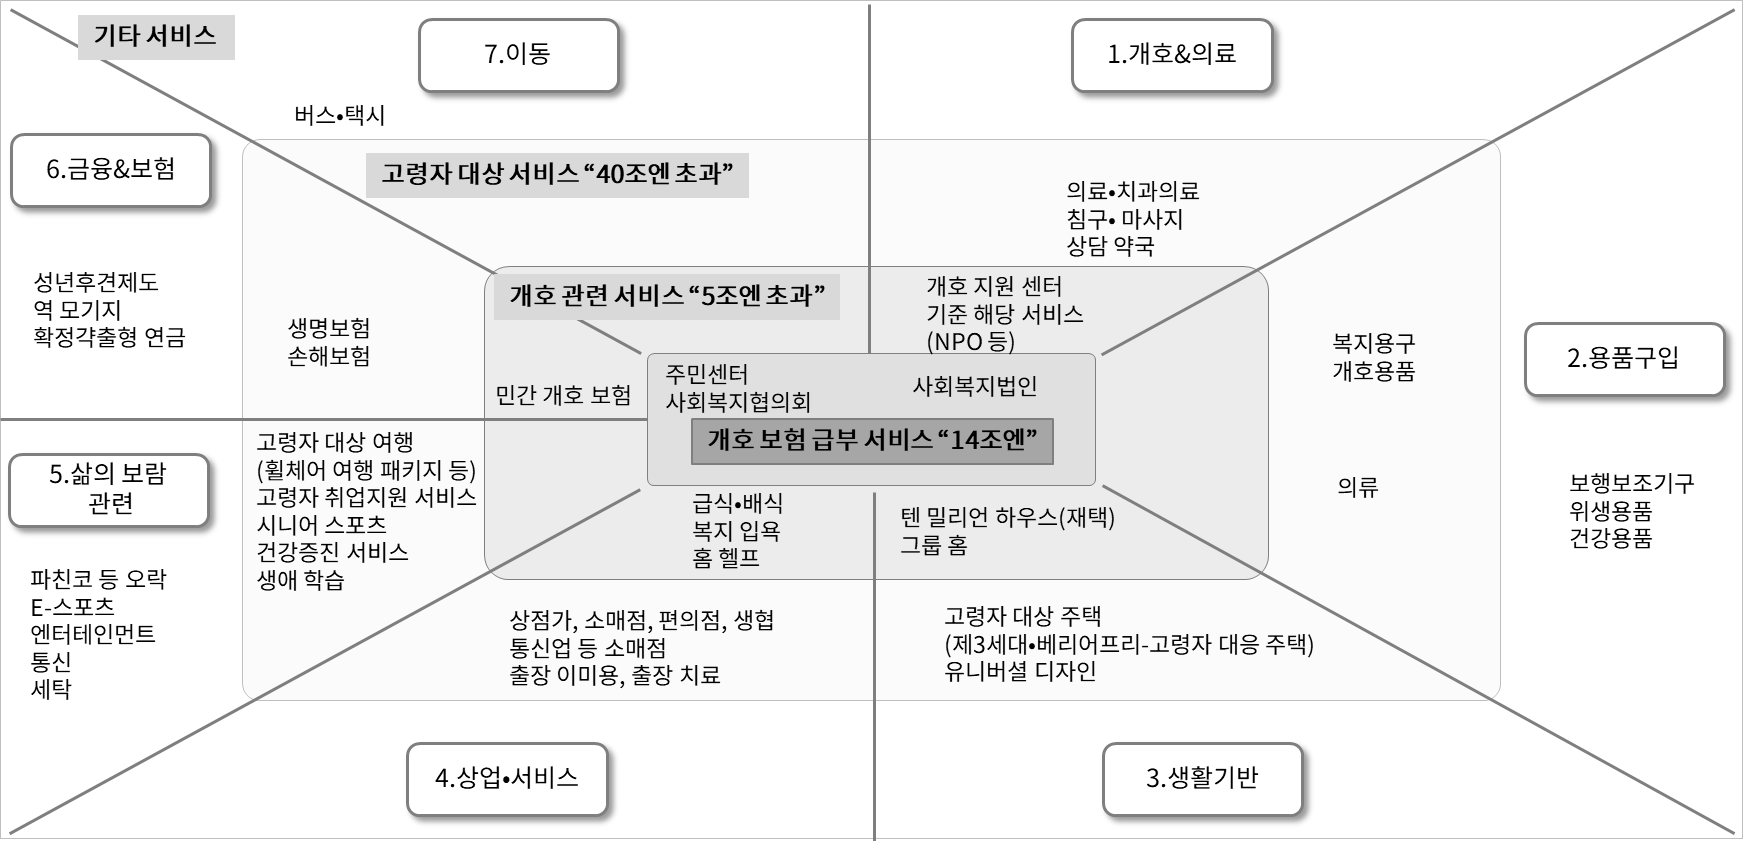 기타 서비스
7.이동
1.개호&의료
버스•택시
6.금융&보험
고령자 대상 서비스 “40조엔 초과”
의료•치과의료
침구• 마사지
상담 약국
성년후견제도
역 모기지
확정갹출형 연금
생명보험
손해보험
개호 관련 서비스 “5조엔 초과”
개호 지원 센터
기준 해당 서비스
(NPO 등)
복지용구
개호용품
2.용품구입
민간 개호 보험
주민센터
사회복지협의회
사회복지법인
개호 보험 급부 서비스 “14조엔”
고령자 대상 여행
(휠체어 여행 패키지 등)
고령자 취업지원 서비스
시니어 스포츠
건강증진 서비스
생애 학습
5.삶의 보람
관련
의류
보행보조기구
위생용품
건강용품
급식•배식
복지 입욕
홈 헬프
텐 밀리언 하우스(재택)
그룹 홈
파친코 등 오락
E-스포츠
엔터테인먼트
통신
세탁
상점가, 소매점, 편의점, 생협
통신업 등 소매점
출장 이미용, 출장 치료
고령자 대상 주택
(제3세대•베리어프리-고령자 대응 주택)
유니버셜 디자인
4.상업•서비스
3.생활기반